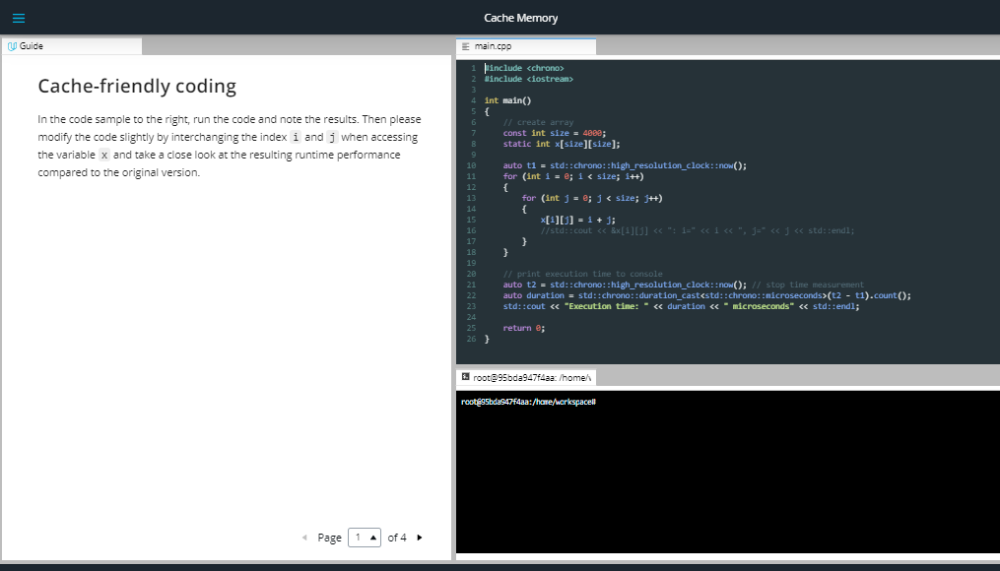 Cache Memory
Guide
Cache-friendly coding
In the code sample to the right, run the code and note the results. Then please
modify the code slightly by interchanging the index i and j when accessing
the variable x and take a close look at the resulting runtime performance
compared to the original version.
Page 1 of 4
main.cpp
1 #include <chrono>
2 #include <iostream>
3
4 int main()
5 {
6 // create array
7 const int size = 4000;
8 static int x[size][size];
9
10 auto t1 = std::chrono::high_resolution_clock::now();
11 for (int i = 0; i < size; i++)
12 {
13 for (int j = 0; j < size; j++)
14 {
15 x[i][j] = i + j;
16 //std::cout << &x[i][j] << ": i=" << i << ", j=" << j << std::endl;
17 }
18 }
19
20 // print execution time to console
21 auto t2 = std::chrono::high_resolution_clock::now(); // stop time measurement
22 auto duration = std::chrono::duration_cast<std::chrono::microseconds>(t2 - t1).count();
23 std::cout << "Execution time: " << duration << " microseconds" << std::endl;
24
25 return 0;
26 }
root@95bda947f4aa: /home/w
root@95bda947f4aa:/home/workspace#